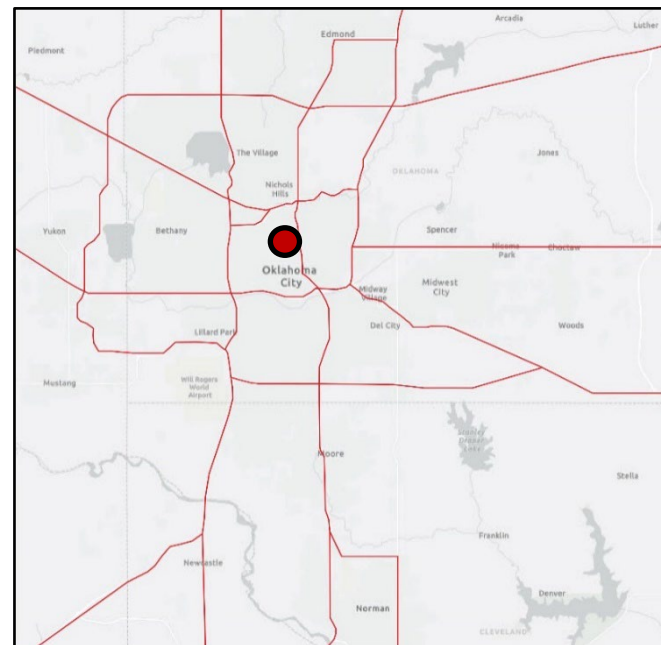 Arcadia
Luther
Edmond
Piedmont
The Village
Jones
OKLAHOMA
Nichols
Hills
Yukon
Bethany
Spencer
Nicoma
Park
Choctaw
Oklahoma
City
Midway
Village
Midwest
City
Del City
Woods
Lillard Park
Mustang
Will Rogers
World
Airport
Moore
Stella
Franklin
Newcastle
Denver
Norman
CLEVELAND